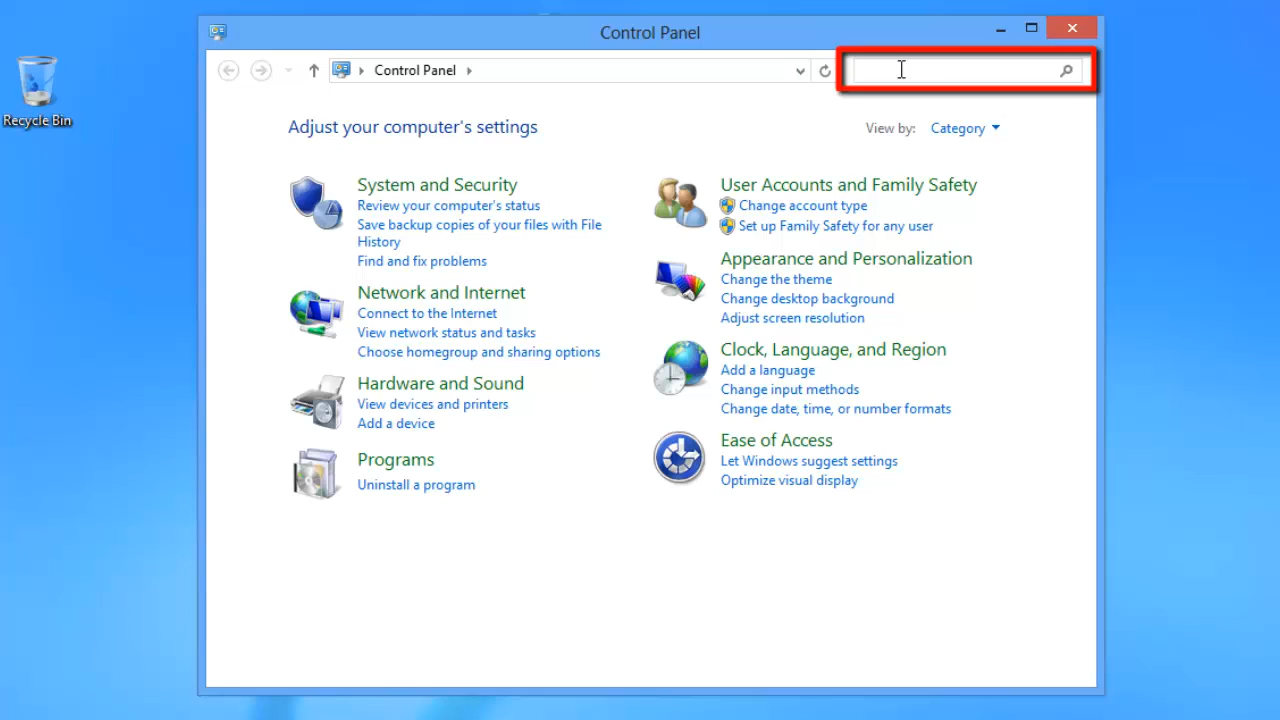 Control Panel
Control Panel
Recycle Bin
Adjust your computer's settings
View by: Category
System and Security
Review your computer's status
Save backup copies of your files with File
History
Find and fix problems
Network and Internet
Connect to the Internet
View network status and tasks
Choose homegroup and sharing options
Hardware and Sound
View devices and printers
Add a device
Programs
Uninstall a program
User Accounts and Family Safety
Change account type
Set up Family Safety for any user
Appearance and Personalization
Change the theme
Change desktop background
Adjust screen resolution
Clock, Language, and Region
Add a language
Change input methods
Change date, time, or number formats
Ease of Access
Let Windows suggest settings
Optimize visual display